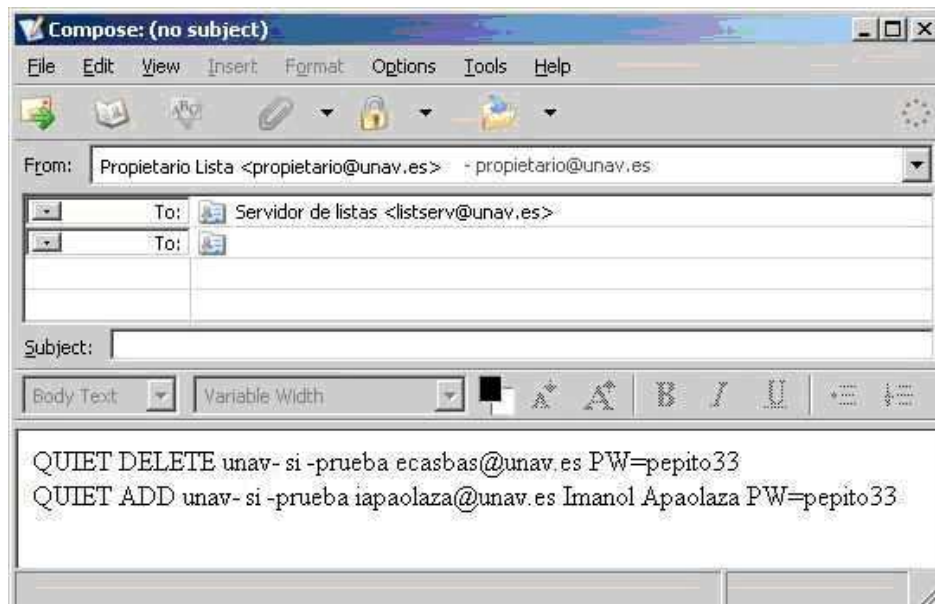 Compose: (no subject)
File Edit View Insert Format Options Tools Help
From: Propietario Lista <propietario@unav.es> - propietario@unav.es
To: Servidor de listas <listserv@unav.es>
To:
Subject:
Body Text Variable Width
QUIET DELETE unav-si-prueba ecasbas@unav.es PW=pepito33
QUIET ADD unav-si-prueba iapaolaza@unav.es Imanol Apaolaza PW=pepito33